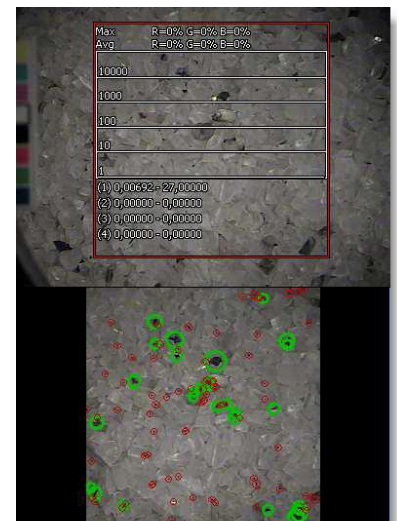 Max R=0% G=0% B=0%
Avg R=0% G=0% B=0%
10000
1000
100
10
1
(1) 0,00692 - 27,00000
(2) 0,00000 - 0,00000
(3) 0,00000 - 0,00000
(4) 0,00000 - 0,00000